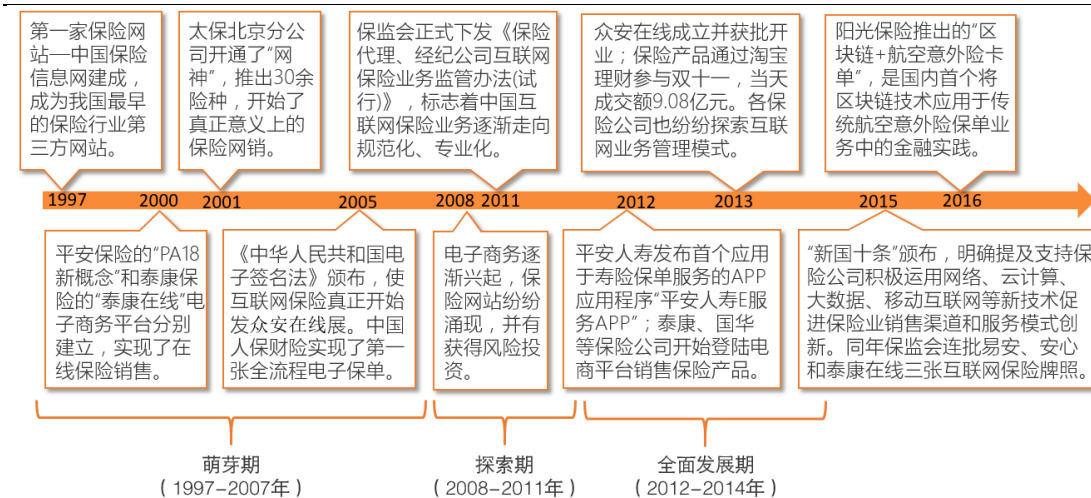 第一家保险网
站—中国保险
信息网建成，
成为我国最早
的保险行业第
三方网站。
太保北京分公
司开通了“网
神”，推出30余
险种，开始了
真正意义上的
保险网销。
保监会正式下发《保险
代理、经纪公司互联网
保险业务监管办法(试
行)》，标志着中国互
联网保险业务逐渐走向
规范化、专业化。
众安在线成立并获批开
业；保险产品通过淘宝
理财参与双十一，当天
成交额9.08亿元。各保
险公司也纷纷探索互联
网业务管理模式。
阳光保险推出的“区
块链+航空意外险卡
单”，是国内首个将
区块链技术应用于传
统航空意外险保单业
务中的金融实践。
1997 2000 2001 2005 2008 2011 2012 2013 2015 2016
平安保险的“PA18
新概念”和泰康保
险的“泰康在线”电
子商务平台分别
建立，实现了在
线保险销售。
《中华人民共和国电
子签名法》颁布，使
互联网保险真正开始
发众安在线展。中国
人保财险实现了第一
张全流程电子保单。
电子商务逐
渐兴起，保
险网站纷纷
涌现，并有
获得风险投
资。
平安人寿发布首个应用
于寿险保单服务的APP
应用程序“平安人寿E服
务APP”；泰康、国华
等保险公司开始登陆电
商平台销售保险产品。
“新国十条”颁布，明确提及支持保
险公司积极运用网络、云计算、
大数据、移动互联网等新技术促
进保险业销售渠道和服务模式创
新。同年保监会连批易安、安心
和泰康在线三张互联网保险牌照。
萌芽期
（1997-2007年）
探索期
（2008-2011年）
全面发展期
（2012-2014年）